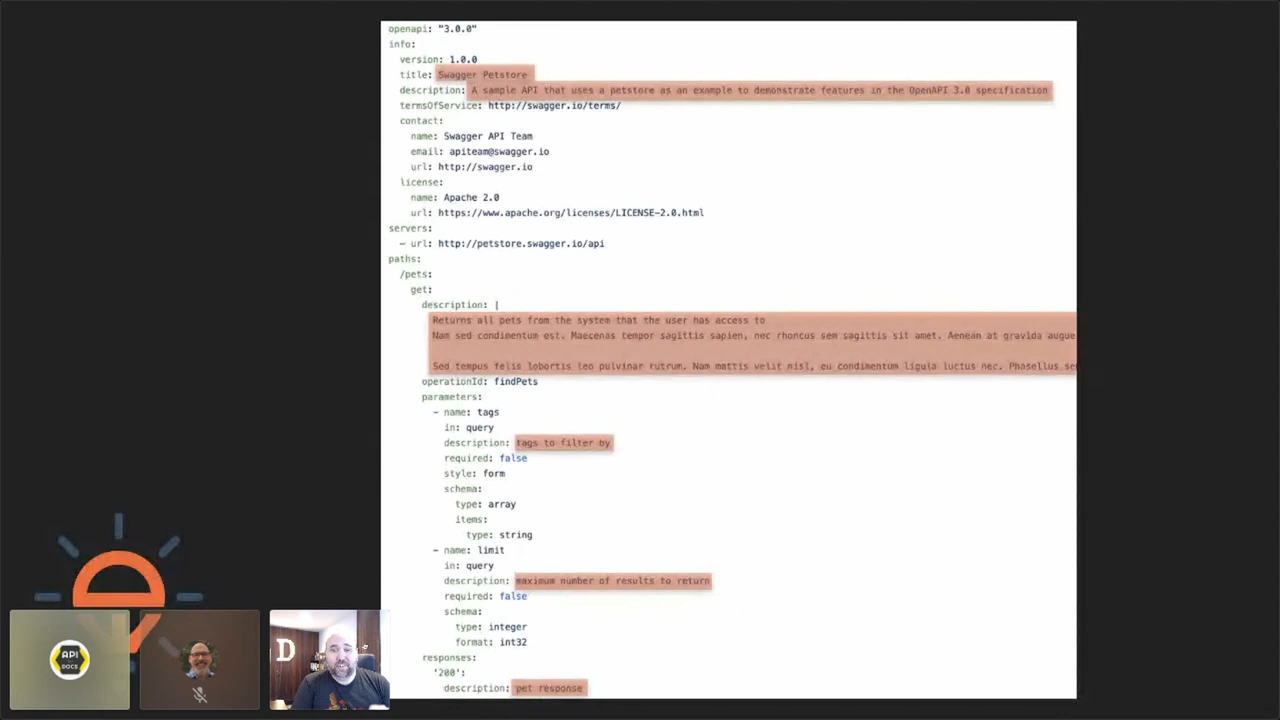 openapi: "3.0.0"
info:
version: 1.0.0
title: Swagger Petstore
description: A sample API that uses a petstore as an example to demonstrate features in the OpenAPI 3.0 specification
termsOfService: http://swagger.io/terms/
contact:
name: Swagger API Team
email: apiteam@swagger.io
url: http://swagger.io
license:
name: Apache 2.0
url: https://www.apache.org/licenses/LICENSE-2.0.html
servers:
- url: http://petstore.swagger.io/api
paths:
/pets:
get:
description: |
Returns all pets from the system that the user has access to
Nam sed condimentum est. Maecenas tempor sagittis sapien, nec rhoncus sem sagittis sit amet. Aenean at gravida augue
Sed tempus felis lobortis leo pulvinar rutrum. Nam mattis velit nisl, eu condimentum ligula luctus nec. Phasellus se
operationId: findPets
parameters:
- name: tags
in: query
description: tags to filter by
required: false
style: form
schema:
type: array
items:
type: string
- name: limit
in: query
description: maximum number of results to return
required: false
schema:
type: integer
format: int32
responses:
'200':
description: pet response
API
DOCS
D